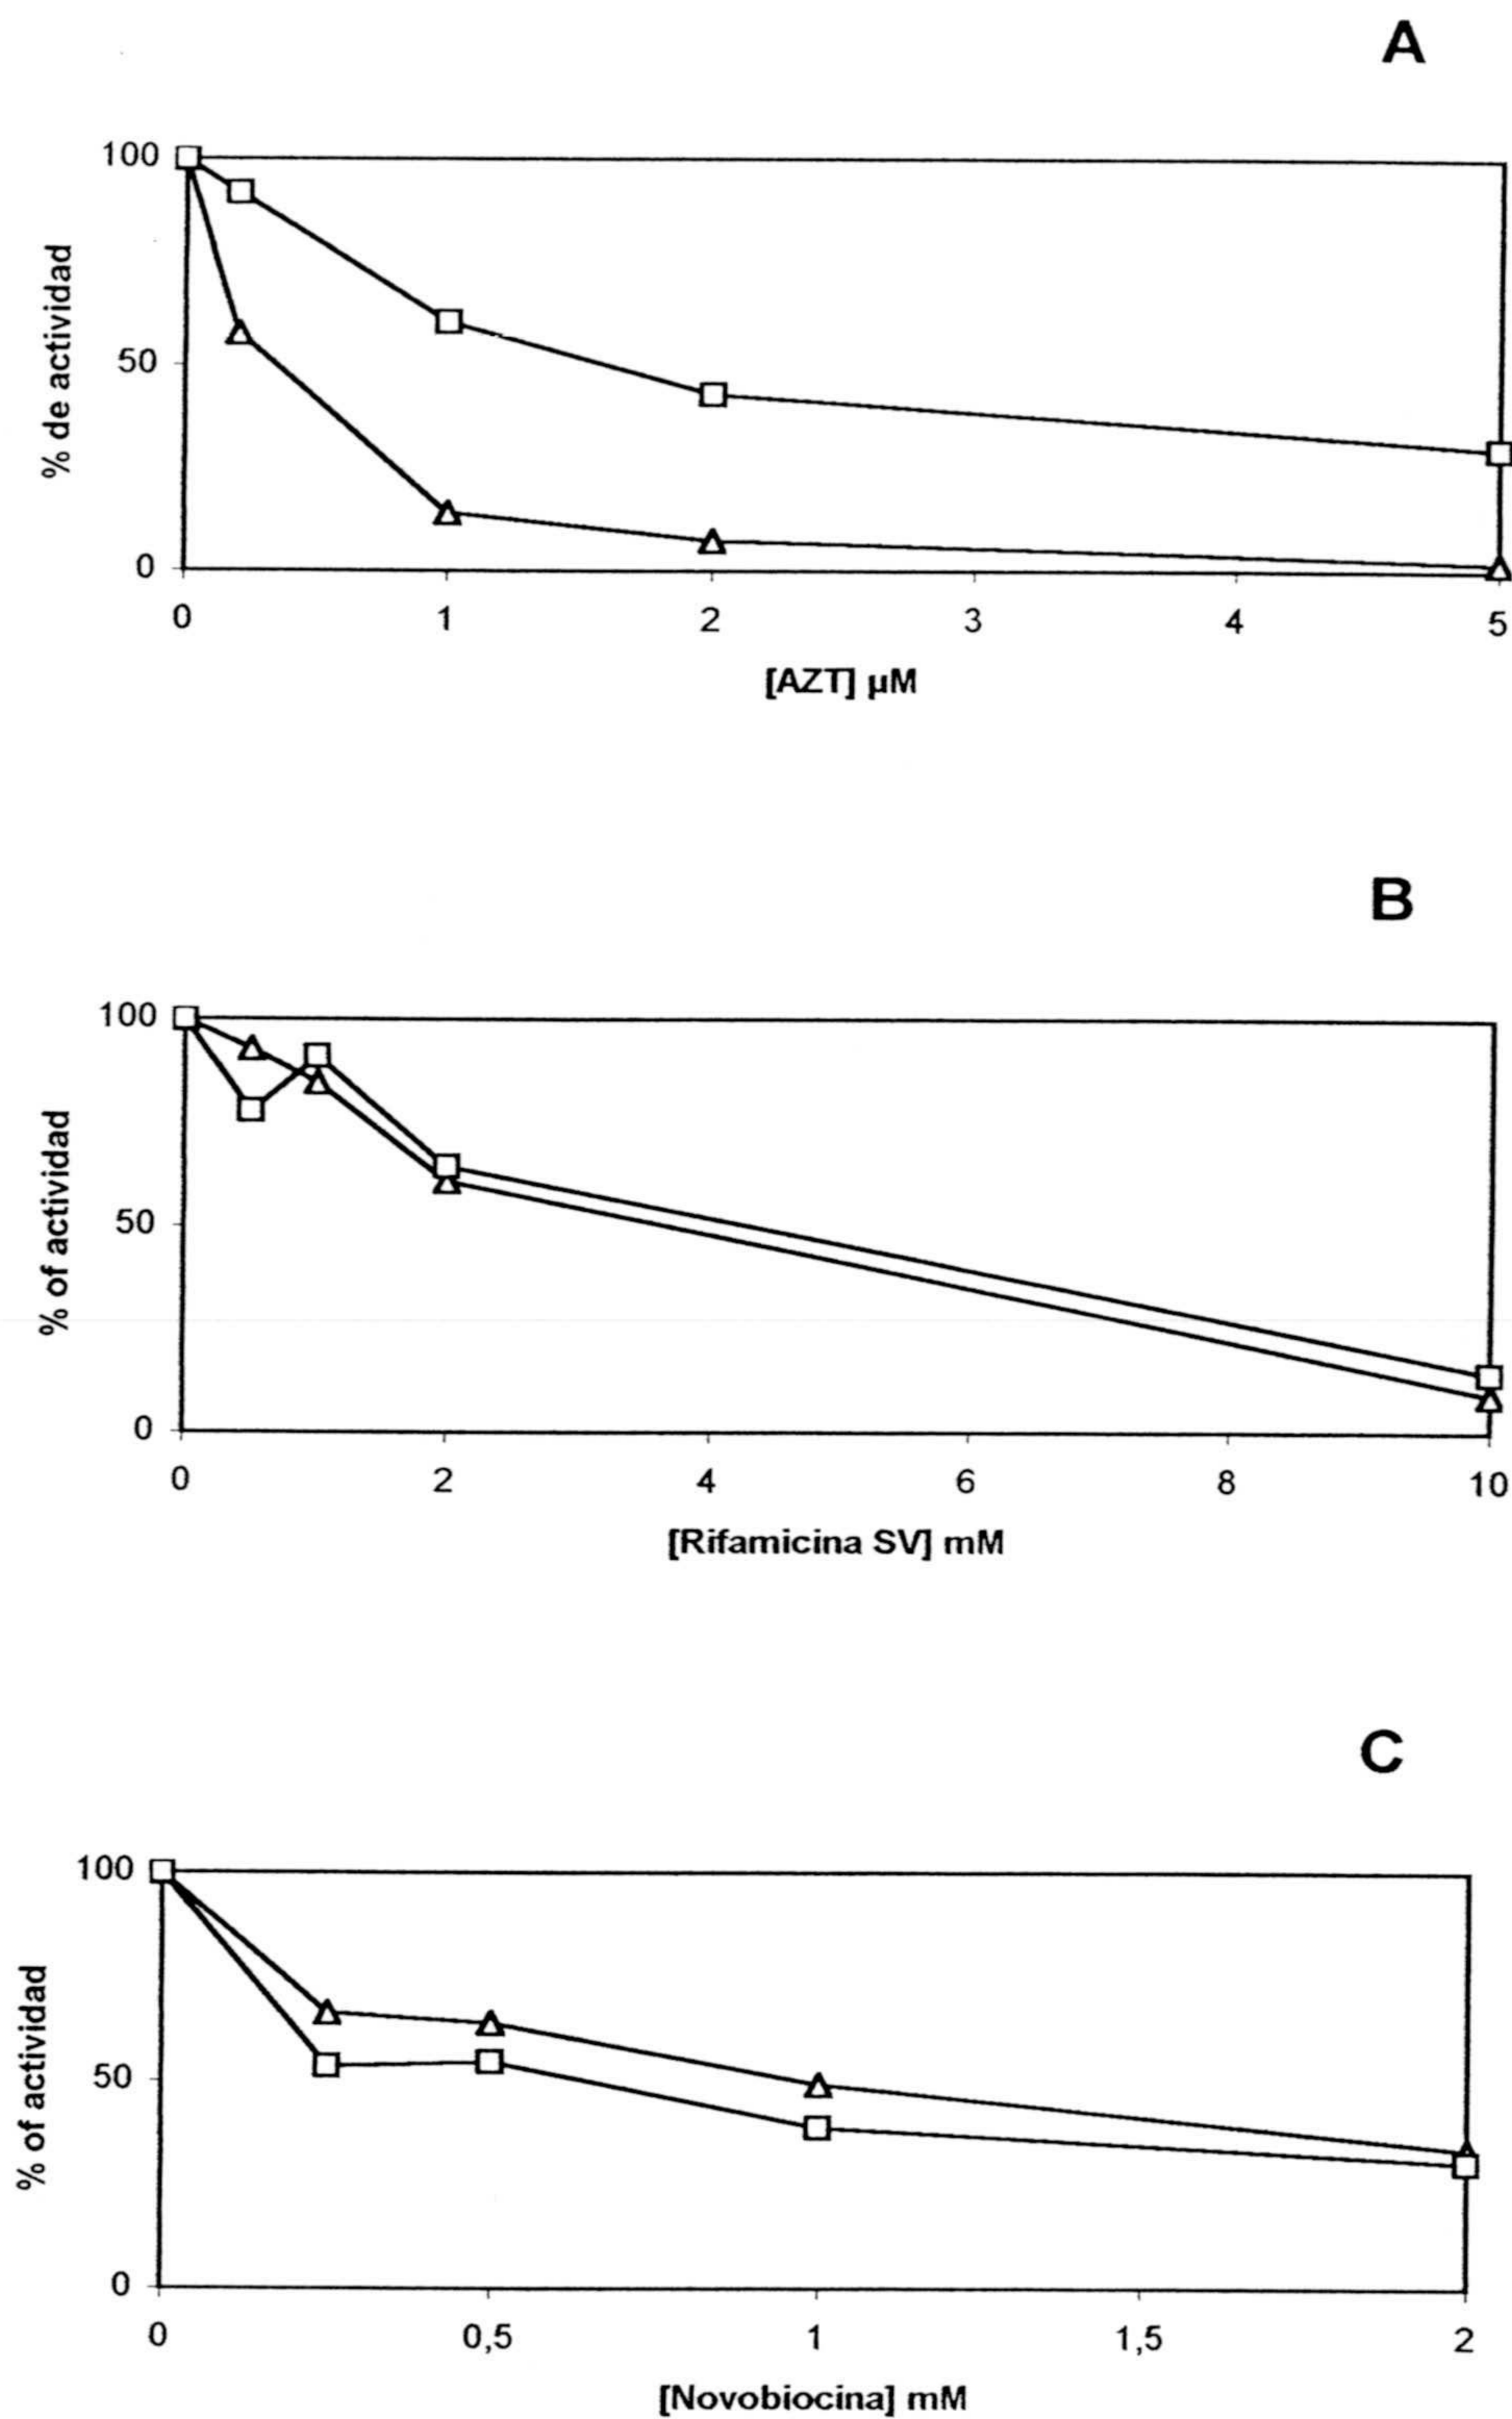 A
100
50
0
% de actividad
0 1 2 3 4 5
[AZT] µM
B
100
50
0
% of actividad
0 2 4 6 8 10
[Rifamicina SV] mM
C
100
50
0
% of actividad
0 0,5 1 1,5 2
[Novobiocina] mM